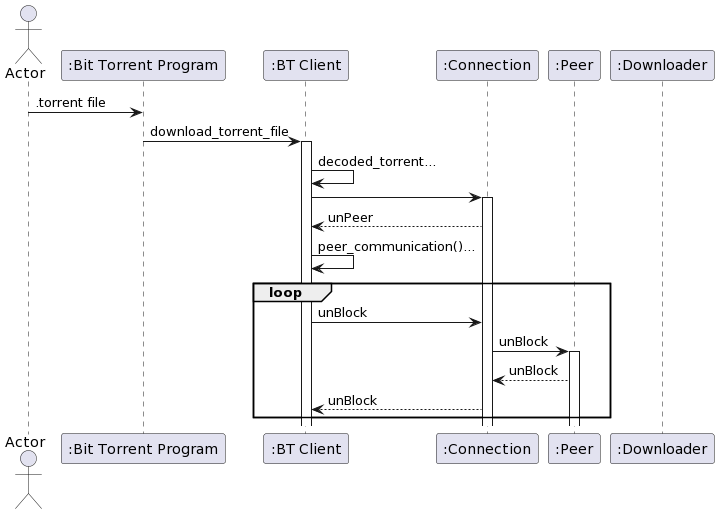 Actor
:Bit Torrent Program
:BT Client
:Connection
:Peer
:Downloader
.torrent file
download_torrent_file
decoded_torrent...
unPeer
peer_communication()...
loop
unBlock
unBlock
unBlock
unBlock
Actor
:Bit Torrent Program
:BT Client
:Connection
:Peer
:Downloader